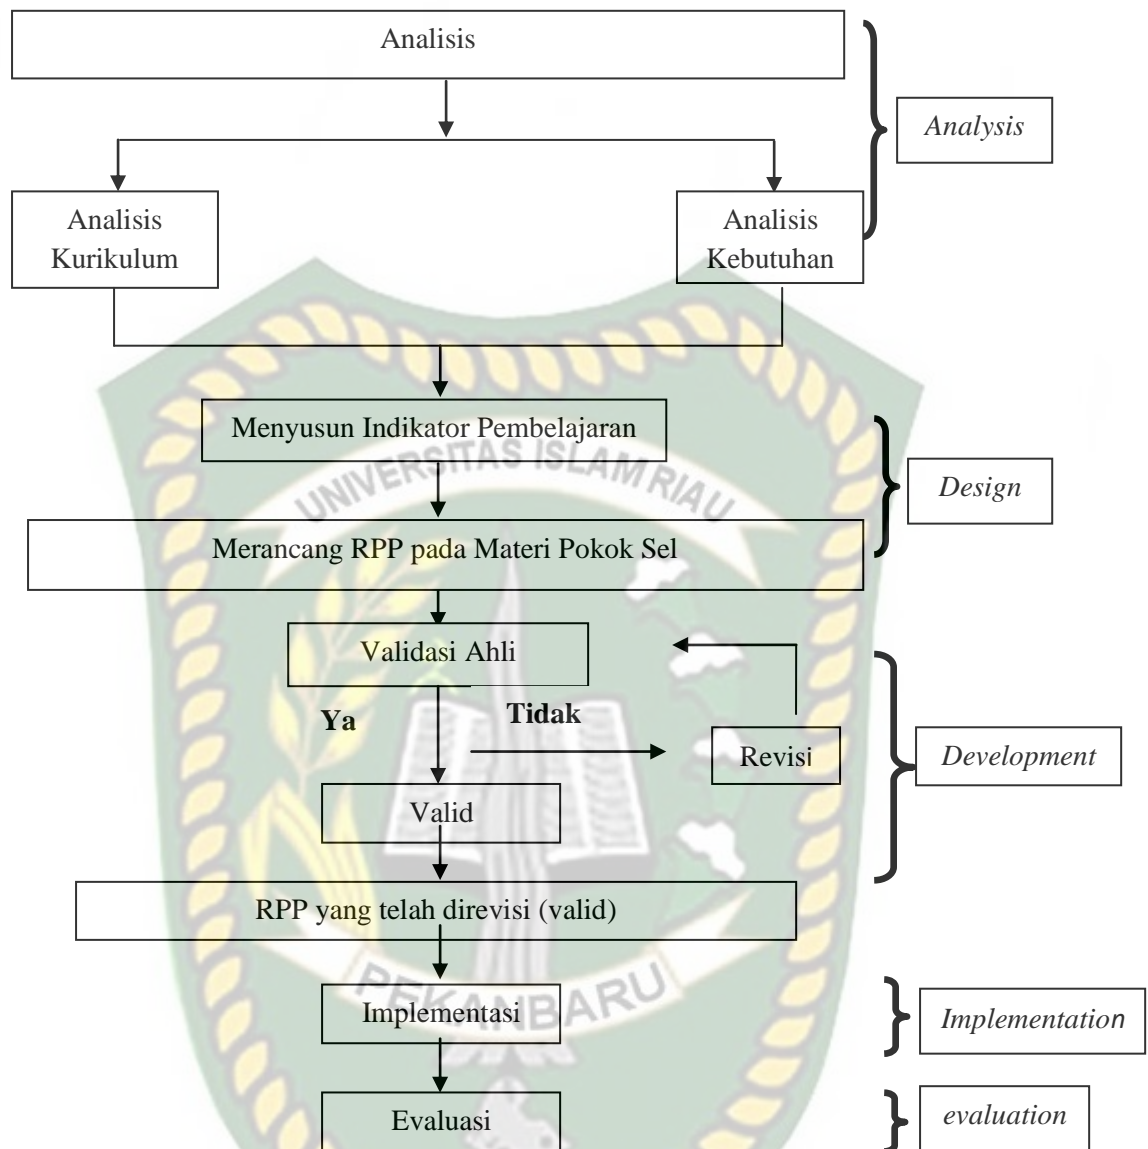 Analisis
Analysis
Analisis
Kurikulum
Analisis
Kebutuhan
Menyusun Indikator Pembelajaran
UNIVERSITAS ISLAM RIAU
Design
Merancang RPP pada Materi Pokok Sel
Validasi Ahli
Ya
Tidak
Revisi
Development
Valid
RPP yang telah direvisi (valid)
PEKANBARU
Implementasi
Implementation
Evaluasi
evaluation